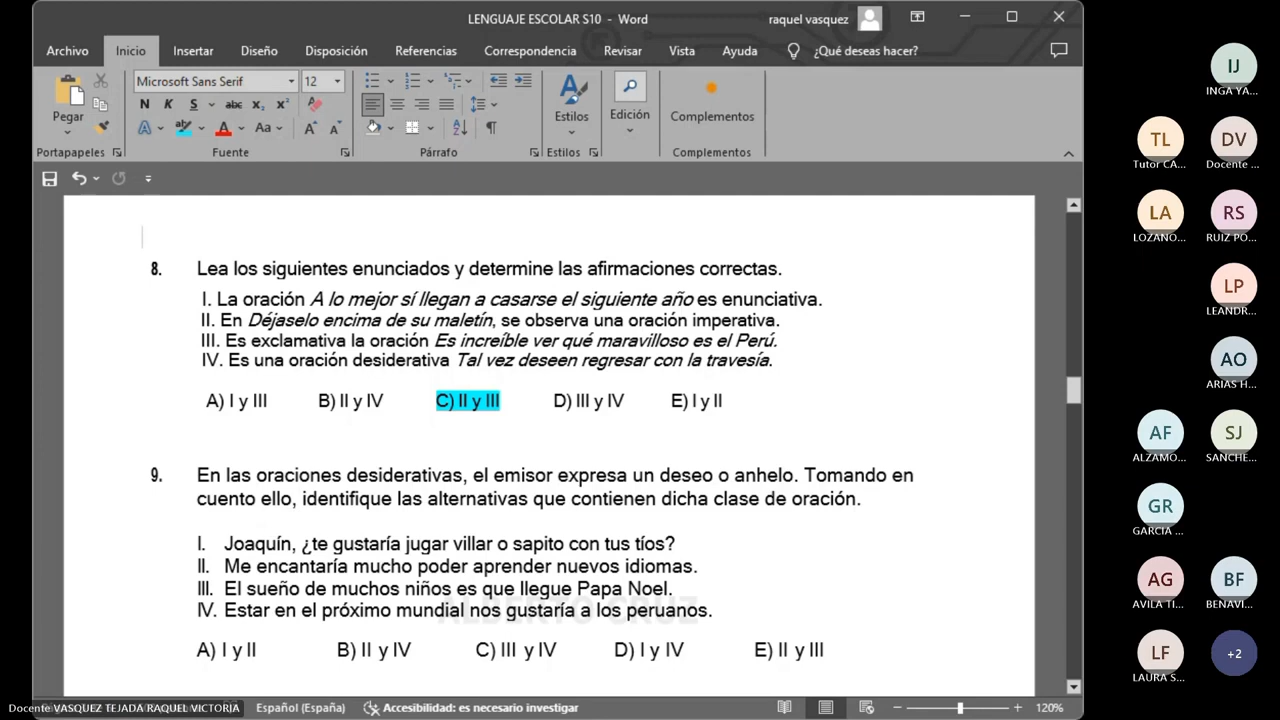 LENGUAJE ESCOLAR S10 - Word
raquel vasquez
Archivo Inicio Insertar Diseño Disposición Referencias Correspondencia Revisar Vista Ayuda ¿Qué deseas hacer?
Microsoft Sans Serif 12
N K S abc x₂ x²
A aby A Aa A A
Pegar
Estilos
Edición
Complementos
Portapapeles Fuente Párrafo Estilos Complementos
8. Lea los siguientes enunciados y determine las afirmaciones correctas.
I. La oración A lo mejor sí llegan a casarse el siguiente año es enunciativa.
II. En Déjaselo encima de su maletín, se observa una oración imperativa.
III. Es exclamativa la oración Es increíble ver qué maravilloso es el Perú.
IV. Es una oración desiderativa Tal vez deseen regresar con la travesía.
A) I y III B) II y IV C) II y III D) III y IV E) I y II
9. En las oraciones desiderativas, el emisor expresa un deseo o anhelo. Tomando en
cuento ello, identifique las alternativas que contienen dicha clase de oración.
I. Joaquín, ¿te gustaría jugar villar o sapito con tus tíos?
II. Me encantaría mucho poder aprender nuevos idiomas.
III. El sueño de muchos niños es que llegue Papa Noel.
IV. Estar en el próximo mundial nos gustaría a los peruanos.
ALBERTO CRUZ
A) I y II B) II y IV C) III y IV D) I y IV E) II y III
Docente VASQUEZ TEJADA RAQUEL VICTORIA
Español (España)
Accesibilidad: es necesario investigar
120%
IJ
INGA YA...
TL DV
Tutor CA... Docente ...
LA RS
LOZANO... RUIZ PO...
LP
LEANDR...
AO
ARIAS H...
AF SJ
ALZAMO... SANCHE...
GR
GARCIA ...
AG BF
AVILA TI... BENAVI...
LF +2
LAURA S...